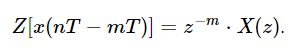 Z[x(nT − mT)] = z^{−m} · X(z).